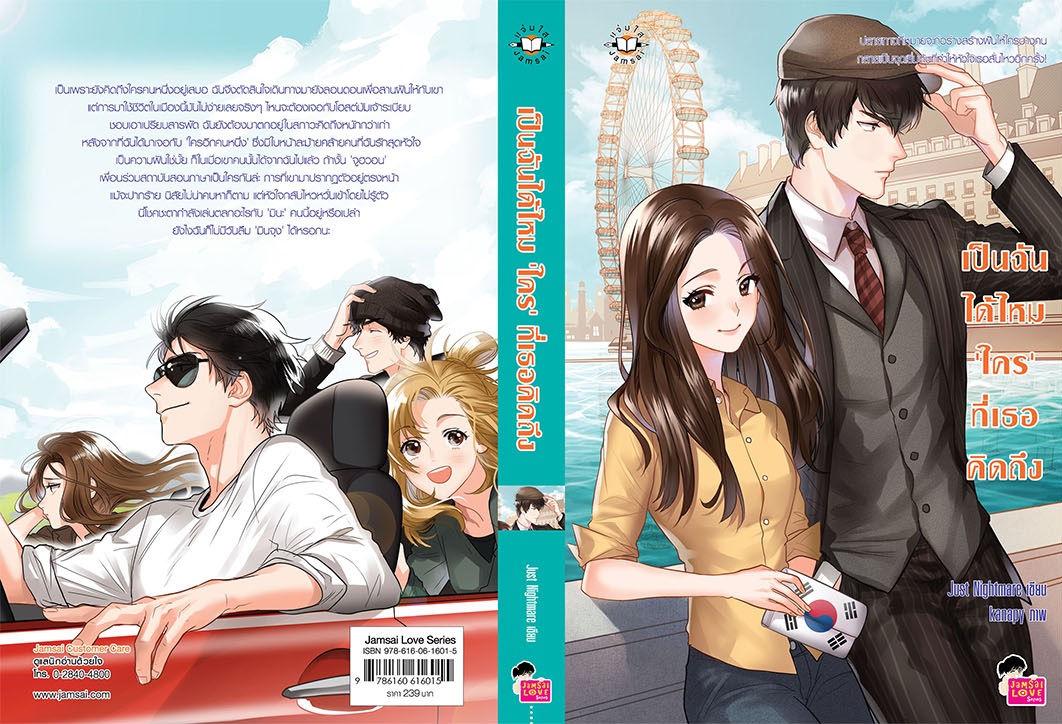 เป็นเพราะยังคิดถึงใครคนหนึ่งอยู่เสมอ ฉันจึงตัดสินใจเดินทางมายังลอนดอนเพื่อสานฝันให้กับเขา
แต่การมาใช้ชีวิตในเมืองนี้มันไม่ง่ายเลยจริงๆ ไหนจะต้องเจอกับโฮสต์มัมเจ้าระเบียบ
ชอบเอาเปรียบสารพัด ฉันยังต้องมาตกอยู่ในสภาวะคิดถึงหนักกว่าเก่า
หลังจากที่ฉันได้มาเจอกับ 'ใครอีกคนหนึ่ง' ซึ่งมีใบหน้าละม้ายคล้ายคนที่ฉันรักสุดหัวใจ
เป็นความฝันใช่มั้ย ก็ในเมื่อเขาคนนั้นได้จากฉันไปแล้ว ถ้างั้น 'จูฮวอน'
เพื่อนร่วมสถาบันสอนภาษาเป็นใครกันล่ะ การที่เขามาปรากฏตัวอยู่ตรงหน้า
แม้จะปากร้าย นิสัยไม่น่าคบหาก็ตาม แต่หัวใจกลับไหวหวั่นเข้าโดยไม่รู้ตัว
นี่โชคชะตากำลังเล่นตลกอะไรกับ 'มินะ' คนนี้อยู่หรือเปล่า
ยังไงฉันก็ไม่มีวันลืม 'มินจุง' ได้หรอกนะ
Jamsai Customer Care
ดูแลนักอ่านด้วยใจ
โทร. 0-2840-4800
www.jamsai.com
Jamsai Love Series
ISBN 978-616-06-1601-5
9 786160 616015
ราคา 239 บาท
แจ่มใส
Jamsai
เป็นฉันได้ไหม 'ใคร' ที่เธอคิดถึง
Just Nightmare เขียน
JAMSAI
LOVE
Series
แจ่มใส
Jamsai
ปลายทางที่หมายจะถอร่างสร้างฝันให้ใครบางคน
กลายเป็นจุดเริ่มต้นที่ทำให้หัวใจเธอสั่นไหวอีกครั้ง!
เป็นฉัน
ได้ไหม
'ใคร'
ที่เธอ
คิดถึง
Just Nightmare เขียน
kanapy ภาพ
JAMSAI
LOVE
Series